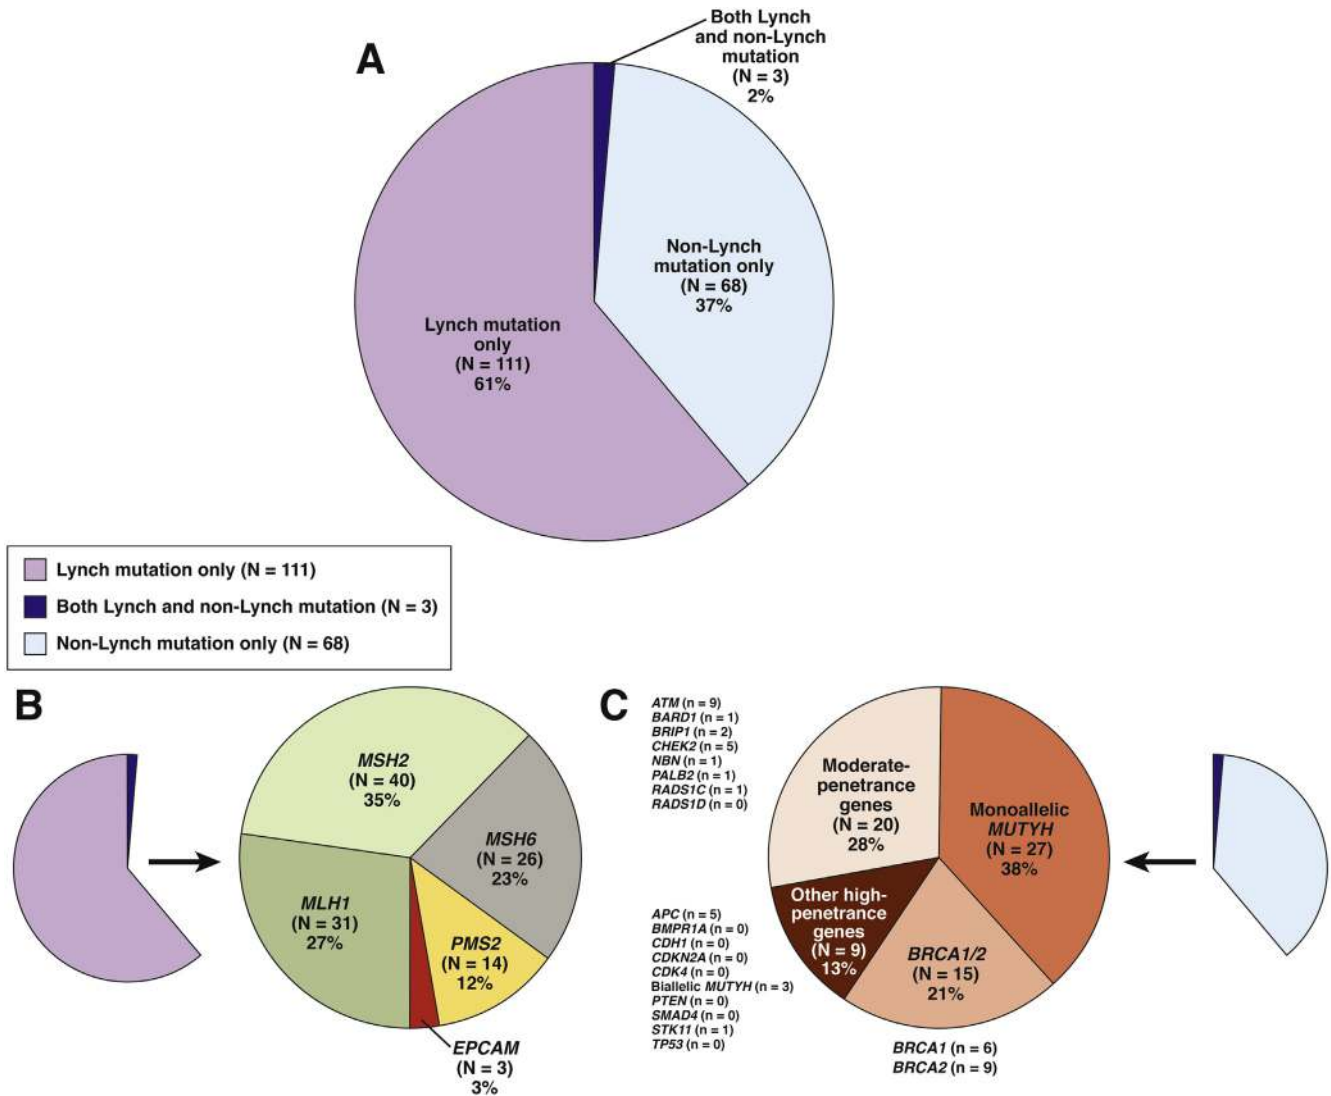 A
Both Lynch
and non-Lynch
mutation
(N = 3)
2%
Non-Lynch
mutation only
(N = 68)
37%
Lynch mutation
only
(N = 111)
61%
Lynch mutation only (N = 111)
Both Lynch and non-Lynch mutation (N = 3)
Non-Lynch mutation only (N = 68)
B
MSH2
(N = 40)
35%
MSH6
(N = 26)
23%
MLH1
(N = 31)
27%
PMS2
(N = 14)
12%
EPCAM
(N = 3)
3%
C
ATM (n = 9)
BARD1 (n = 1)
BRIP1 (n = 2)
CHEK2 (n = 5)
NBN (n = 1)
PALB2 (n = 1)
RADS1C (n = 1)
RADS1D (n = 0)
Moderate-
penetrance
genes
(N = 20)
28%
Monoallelic
MUTYH
(N = 27)
38%
Other high-
penetrance
genes
(N = 9)
13%
BRCA1/2
(N = 15)
21%
APC (n = 5)
BMPR1A (n = 0)
CDH1 (n = 0)
CDKN2A (n = 0)
CDK4 (n = 0)
Biallelic MUTYH (n = 3)
PTEN (n = 0)
SMAD4 (n = 0)
STK11 (n = 1)
TP53 (n = 0)
BRCA1 (n = 6)
BRCA2 (n = 9)